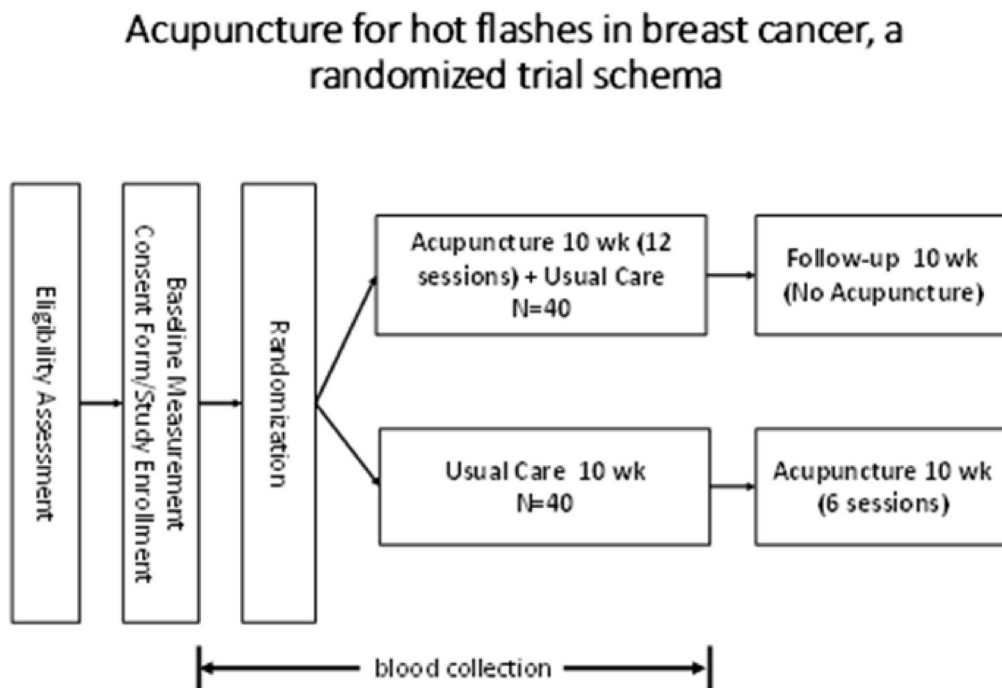 Acupuncture for hot flashes in breast cancer, a
randomized trial schema
Eligibility Assessment
Baseline Measurement
Consent Form/Study Enrollment
Randomization
Acupuncture 10 wk (12
sessions) + Usual Care
N=40
Follow-up 10 wk
(No Acupuncture)
Usual Care 10 wk
N=40
Acupuncture 10 wk
(6 sessions)
blood collection